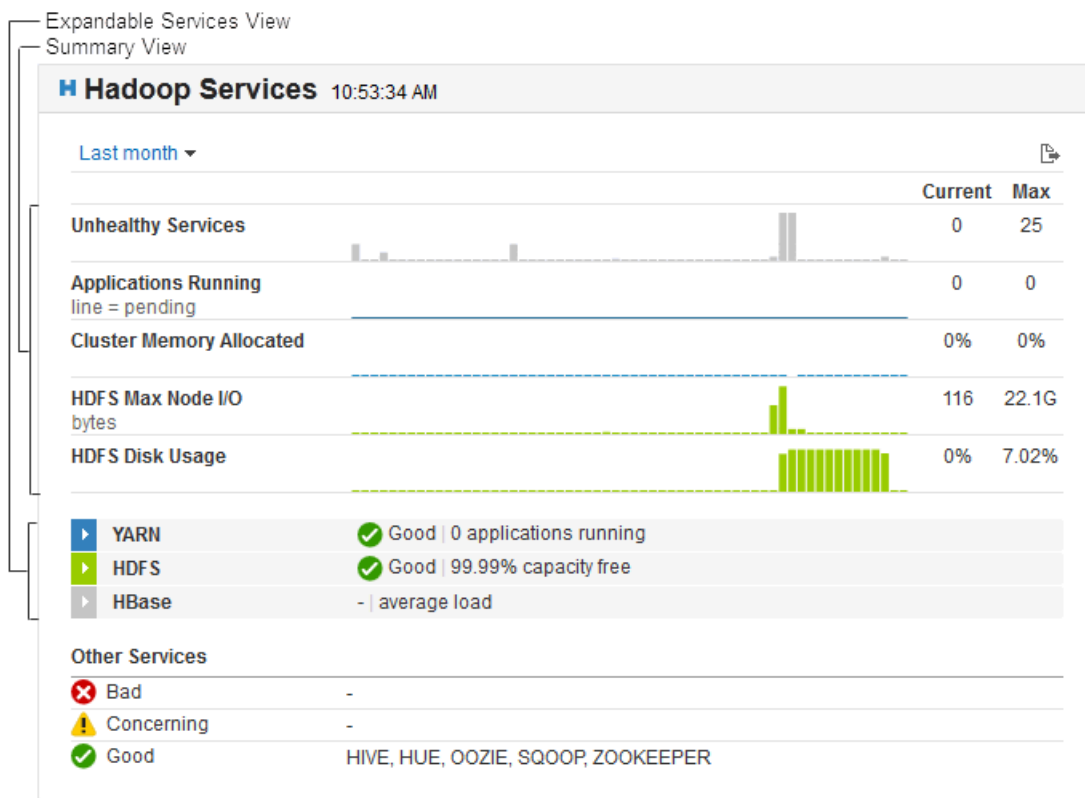 Expandable Services View
Summary View
H Hadoop Services 10:53:34 AM
Last month
Current Max
Unhealthy Services 0 25
Applications Running 0 0
line = pending
Cluster Memory Allocated 0% 0%
HDFS Max Node I/O 116 22.1G
bytes
HDFS Disk Usage 0% 7.02%
YARN Good | 0 applications running
HDFS Good | 99.99% capacity free
HBase - | average load
Other Services
Bad -
Concerning -
Good HIVE, HUE, OOZIE, SQOOP, ZOOKEEPER